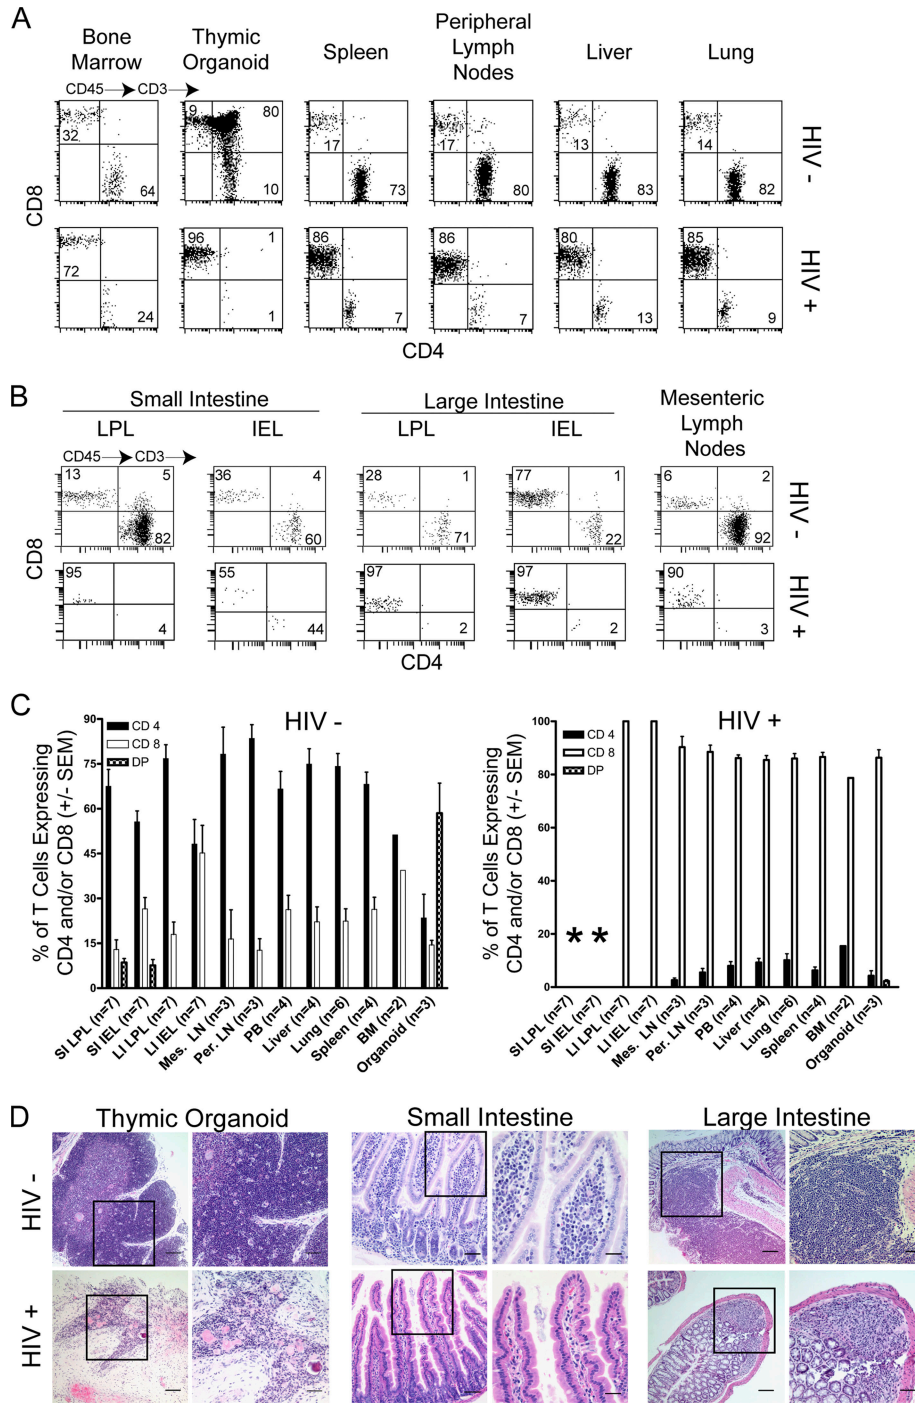 A
Bone
Marrow
Thymic
Organoid
Spleen
Peripheral
Lymph
Nodes
Liver
Lung
CD45 CD3
32
64
9
80
10
17
73
17
80
13
83
14
82
HIV -
CD8
72
24
96
1
1
86
7
86
7
80
13
85
9
HIV +
CD4
B
Small Intestine
Large Intestine
Mesenteric
Lymph
Nodes
LPL
IEL
LPL
IEL
CD45 CD3
13
5
82
36
4
60
28
1
71
77
1
22
6
2
92
HIV -
CD8
95
4
55
44
97
2
97
2
90
3
HIV +
CD4
C
HIV -
CD 4
CD 8
DP
% of T Cells Expressing
CD4 and/or CD8 (+/- SEM)
90
75
60
45
30
15
0
SI LPL (n=7)
SI IEL (n=7)
LI LPL (n=7)
LI IEL (n=7)
Mes. LN (n=3)
Per. LN (n=3)
PB (n=4)
Liver (n=4)
Lung (n=6)
Spleen (n=4)
BM (n=2)
Organoid (n=3)
HIV +
CD 4
CD 8
DP
% of T Cells Expressing
CD4 and/or CD8 (+/- SEM)
100
80
60
40
20
0
* *
SI LPL (n=7)
SI IEL (n=7)
LI LPL (n=7)
LI IEL (n=7)
Mes. LN (n=3)
Per. LN (n=3)
PB (n=4)
Liver (n=4)
Lung (n=6)
Spleen (n=4)
BM (n=2)
Organoid (n=3)
D
Thymic Organoid
Small Intestine
Large Intestine
HIV -
HIV +